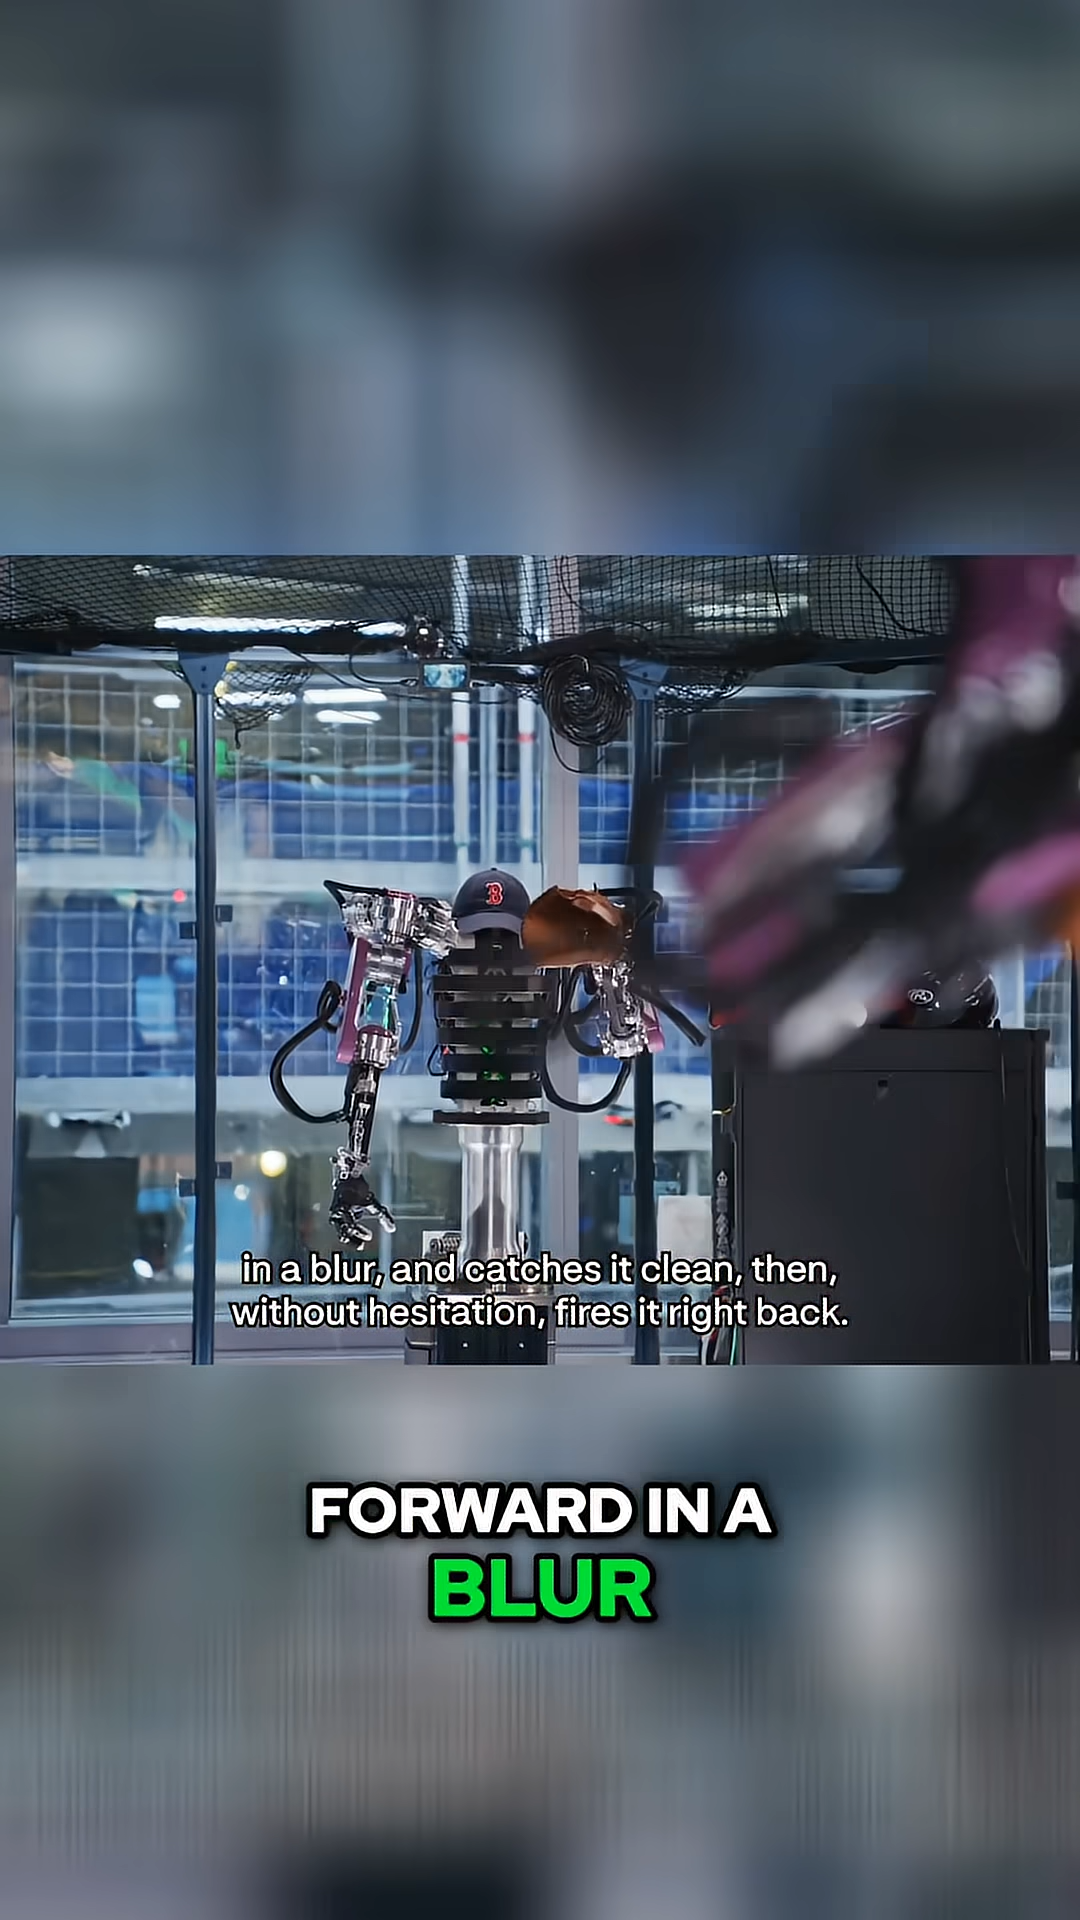 B
in a blur, and catches it clean, then,
without hesitation, fires it right back.
FORWARD IN A
BLUR